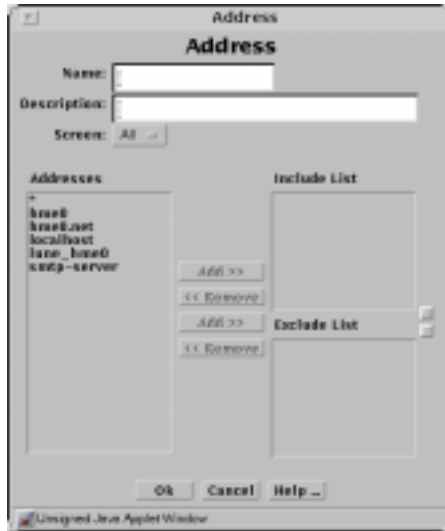 Address
Address
Name:
Description:
Screen: All
Addresses
Include List
*
hme0
hme0.net
localhost
lune_hme0
smtp-server
Add >>
<< Remove
Add >>
Exclude List
<< Remove
Ok Cancel Help ...
Unsigned Java Applet Window